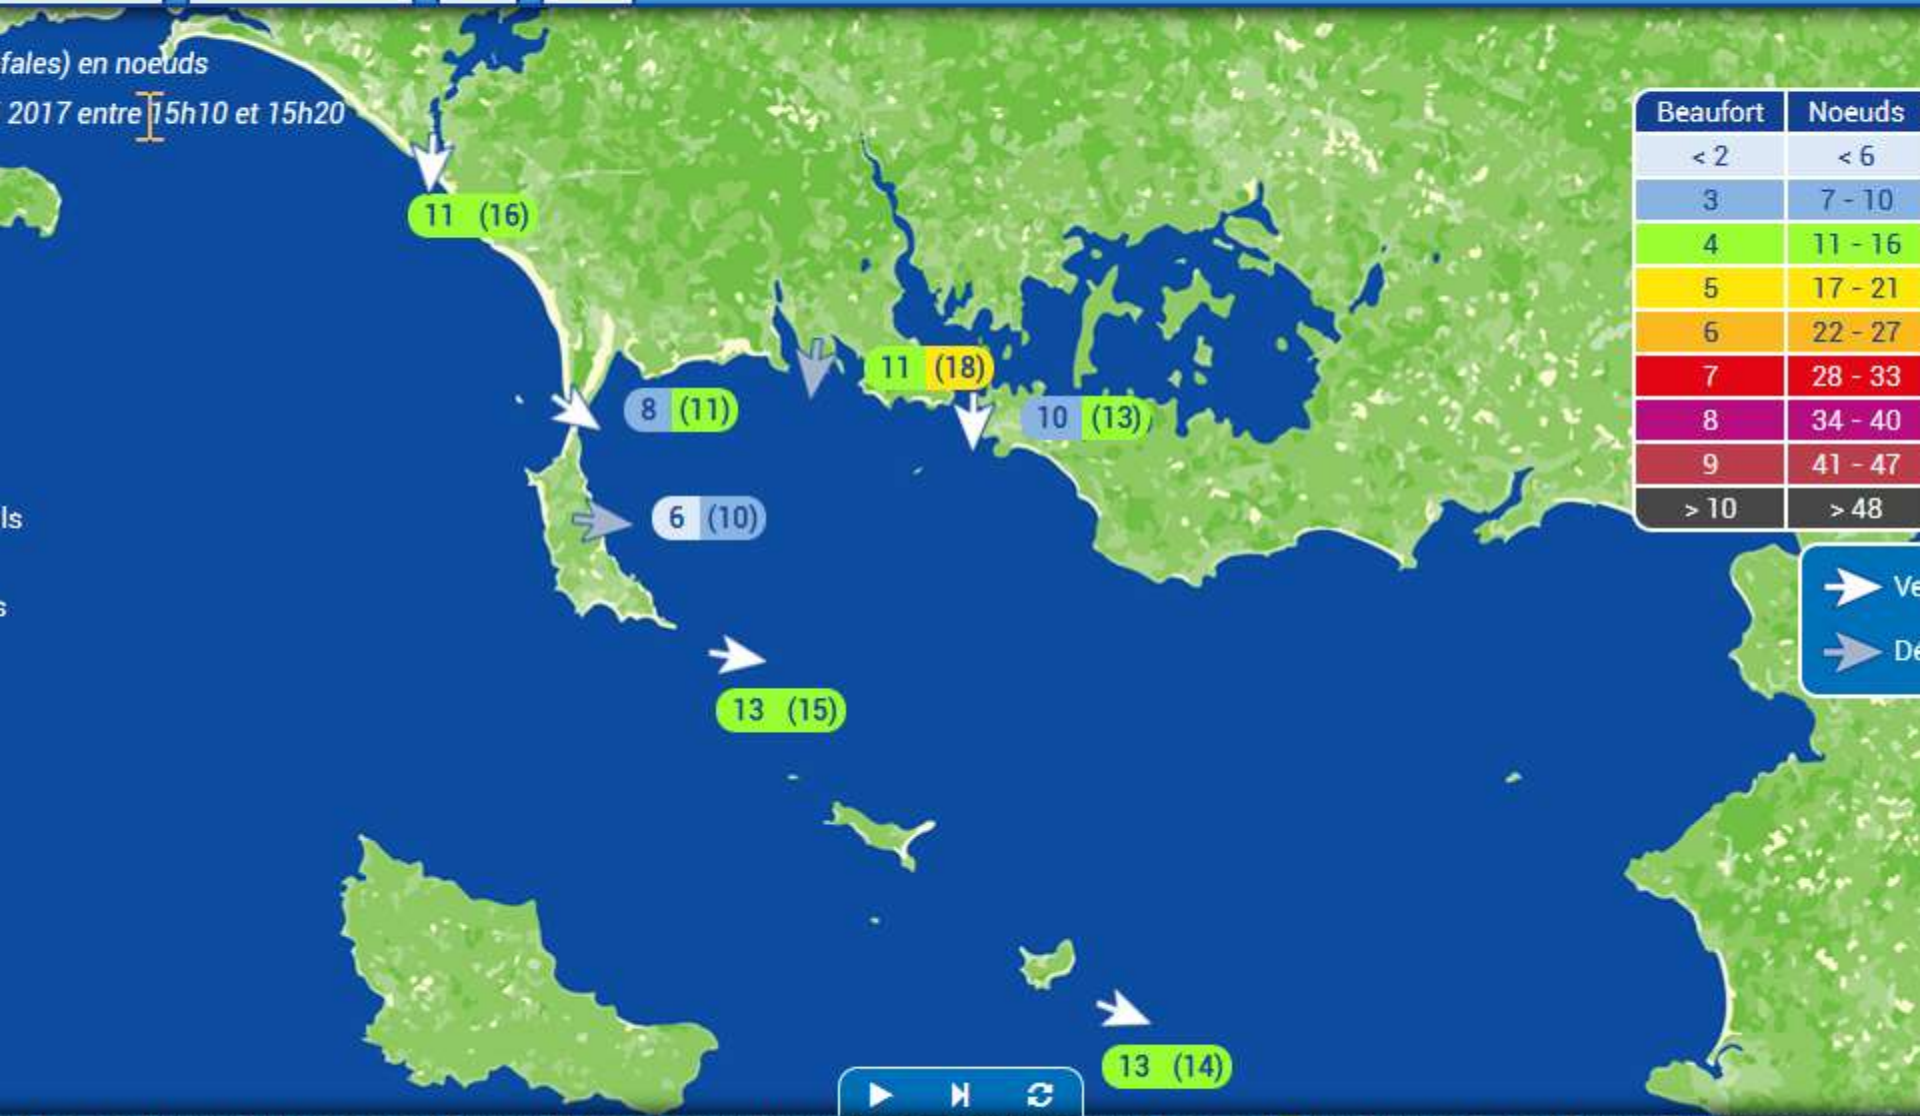 fales) en noeuds
2017 entre 15h10 et 15h20
Beaufort Noeuds
< 2 < 6
3 7 - 10
4 11 - 16
5 17 - 21
6 22 - 27
7 28 - 33
8 34 - 40
9 41 - 47
> 10 > 48
11 (16)
11 (18)
8 (11)
10 (13)
6 (10)
ls
s
Ve
Dé
13 (15)
13 (14)